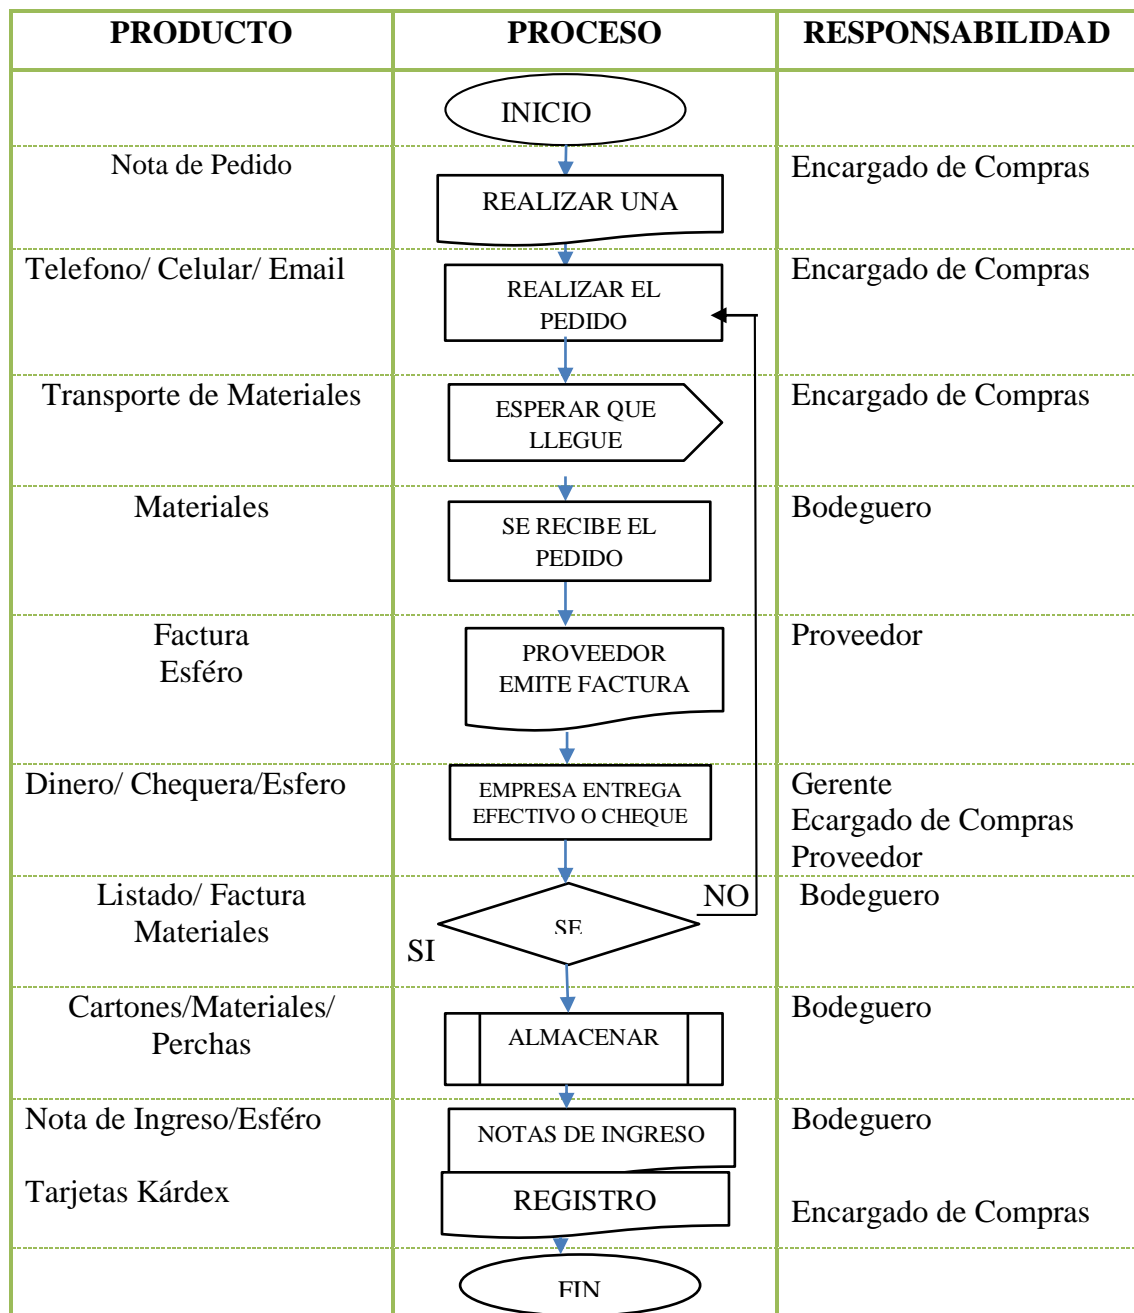 PRODUCTO PROCESO RESPONSABILIDAD
INICIO
Nota de Pedido
REALIZAR UNA
Encargado de Compras
Telefono/ Celular/ Email
REALIZAR EL
PEDIDO
Encargado de Compras
Transporte de Materiales
ESPERAR QUE
LLEGUE
Encargado de Compras
Materiales
SE RECIBE EL
PEDIDO
Bodeguero
Factura
Esféro
PROVEEDOR
EMITE FACTURA
Proveedor
Dinero/ Chequera/Esfero
EMPRESA ENTREGA
EFECTIVO O CHEQUE
Gerente
Ecargado de Compras
Proveedor
Listado/ Factura
Materiales
SE
NO
SI
Bodeguero
Cartones/Materiales/
Perchas
ALMACENAR
Bodeguero
Nota de Ingreso/Esféro
NOTAS DE INGRESO
Bodeguero
Tarjetas Kárdex
REGISTRO
Encargado de Compras
FIN